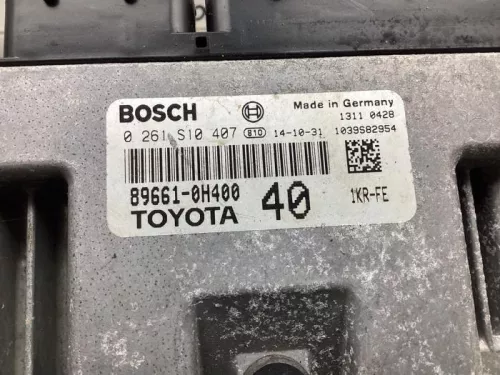 BOSCH Made in Germany
1311 0428
0 261 S10 407 810 14-10-31 1039S82954
89661-0H400 40 1KR-FE
TOYOTA